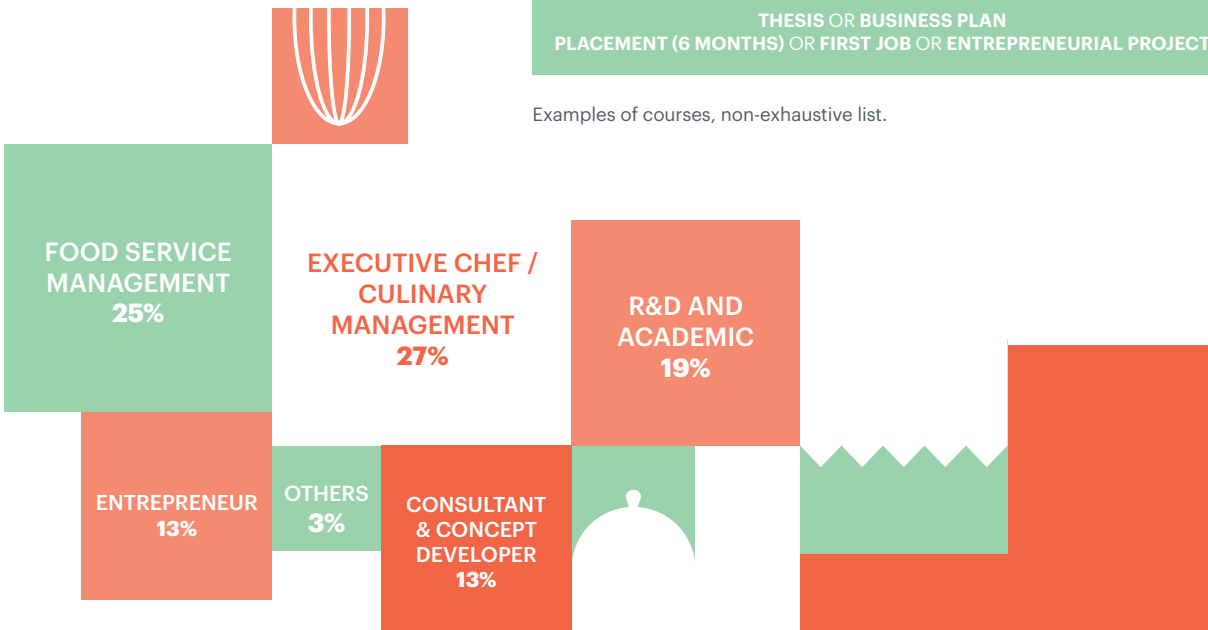 THESIS OR BUSINESS PLAN
PLACEMENT (6 MONTHS) OR FIRST JOB OR ENTREPRENEURIAL PROJECT
Examples of courses, non-exhaustive list.
FOOD SERVICE
MANAGEMENT
25%
EXECUTIVE CHEF /
CULINARY
MANAGEMENT
27%
R&D AND
ACADEMIC
19%
ENTREPRENEUR
13%
OTHERS
3%
CONSULTANT
& CONCEPT
DEVELOPER
13%